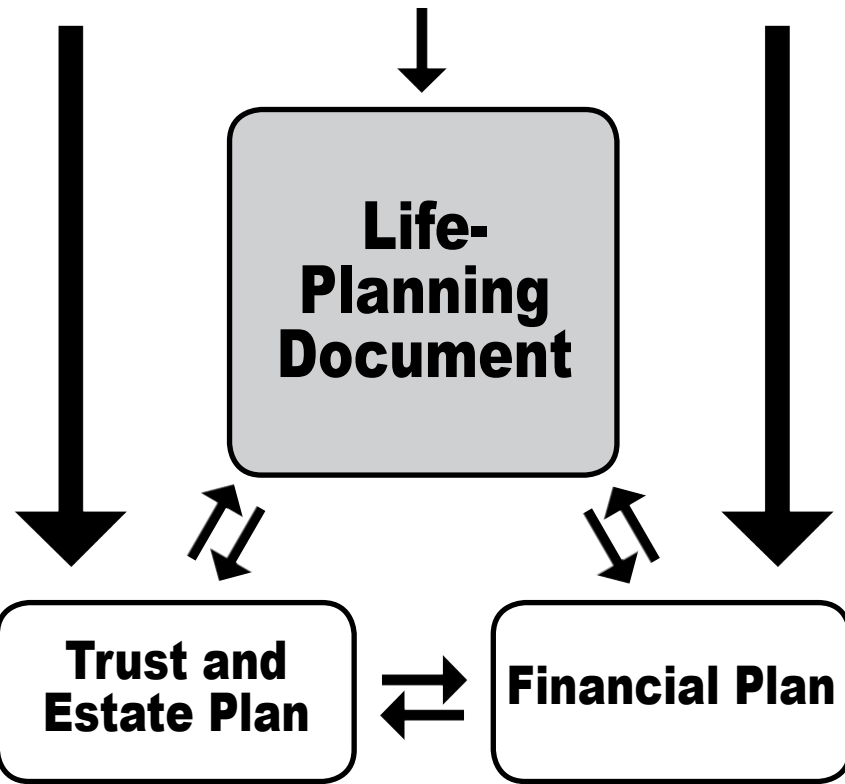 Life-
Planning
Document
Trust and
Estate Plan
Financial Plan